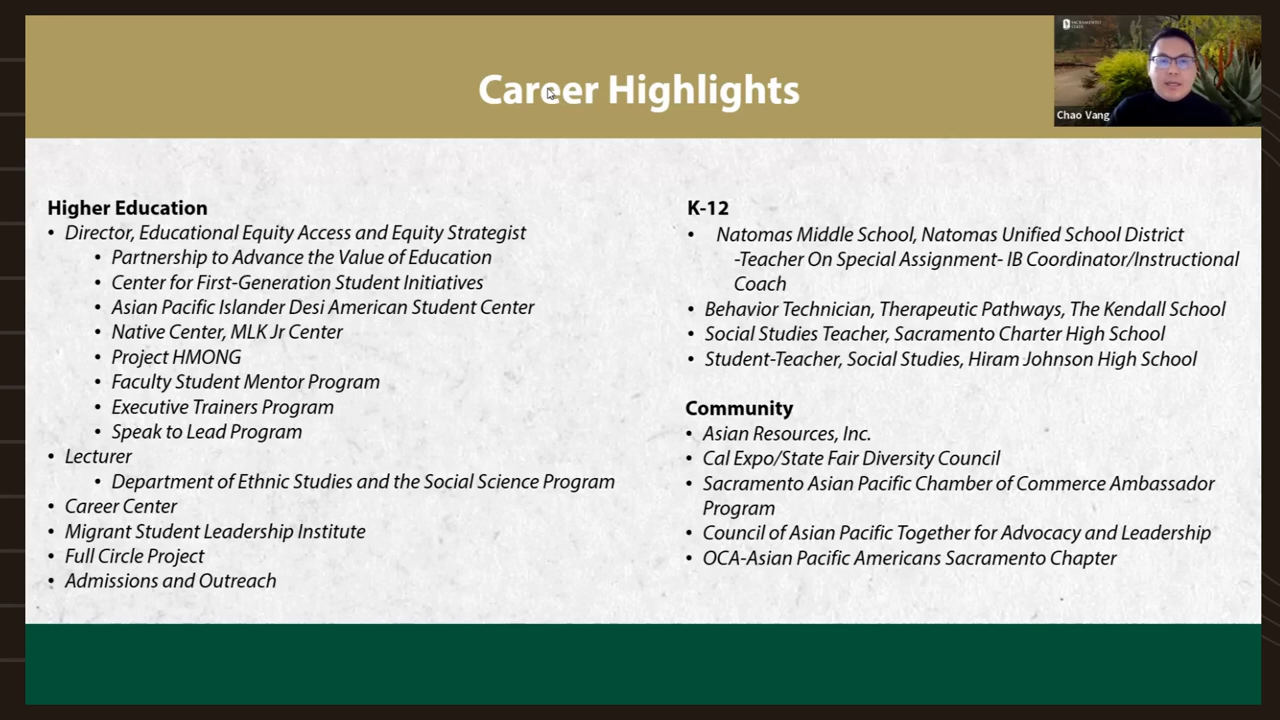 Career Highlights
SACRAMENTO
STATE
Chao Vang
Higher Education
• Director, Educational Equity Access and Equity Strategist
• Partnership to Advance the Value of Education
• Center for First-Generation Student Initiatives
• Asian Pacific Islander Desi American Student Center
• Native Center, MLK Jr Center
• Project HMONG
• Faculty Student Mentor Program
• Executive Trainers Program
• Speak to Lead Program
• Lecturer
• Department of Ethnic Studies and the Social Science Program
• Career Center
• Migrant Student Leadership Institute
• Full Circle Project
• Admissions and Outreach
K-12
• Natomas Middle School, Natomas Unified School District
-Teacher On Special Assignment- IB Coordinator/Instructional
Coach
• Behavior Technician, Therapeutic Pathways, The Kendall School
• Social Studies Teacher, Sacramento Charter High School
• Student-Teacher, Social Studies, Hiram Johnson High School
Community
• Asian Resources, Inc.
• Cal Expo/State Fair Diversity Council
• Sacramento Asian Pacific Chamber of Commerce Ambassador
Program
• Council of Asian Pacific Together for Advocacy and Leadership
• OCA-Asian Pacific Americans Sacramento Chapter